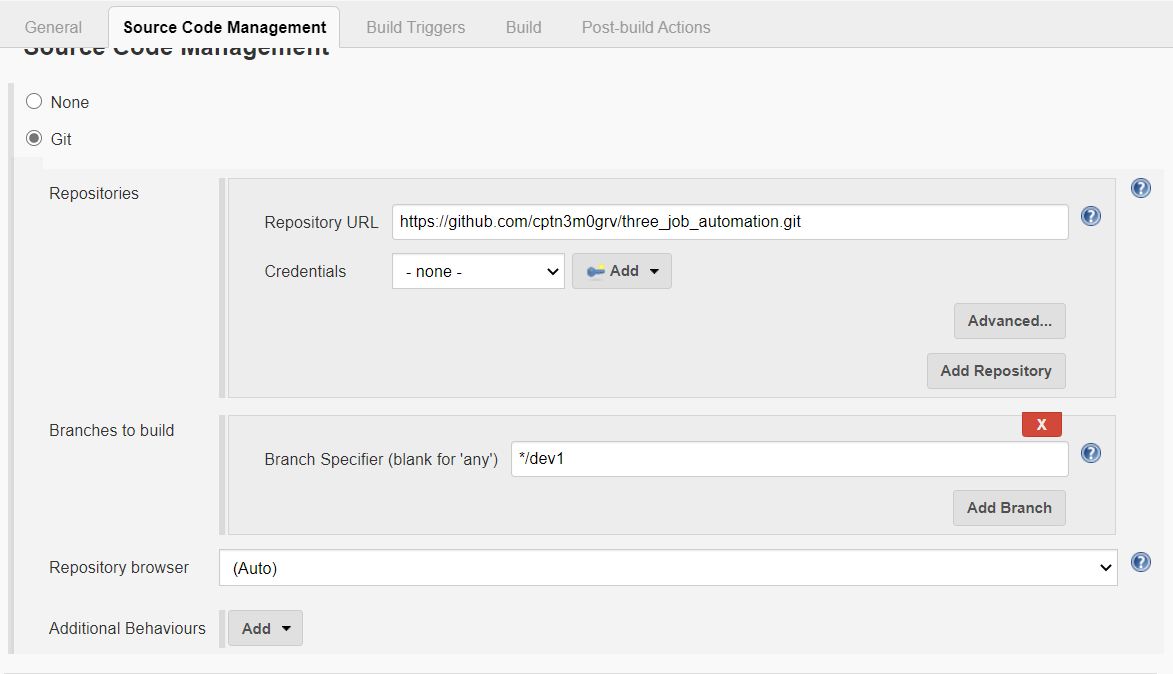 General Source Code Management Build Triggers Build Post-build Actions
Source Code Management
None
Git
Repositories
Repository URL https://github.com/cptn3m0grv/three_job_automation.git
Credentials - none - Add
Advanced...
Add Repository
Branches to build
X
Branch Specifier (blank for 'any') */dev1
Add Branch
Repository browser (Auto)
Additional Behaviours Add